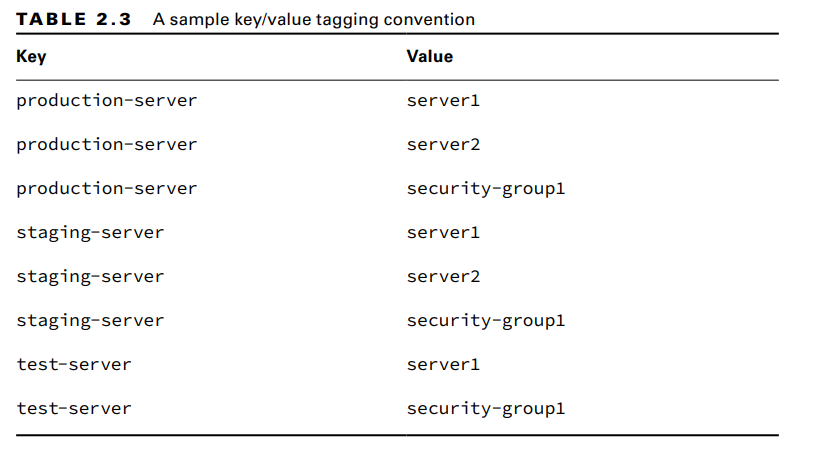 TABLE 2.3 A sample key/value tagging convention
Key Value
production-server server1
production-server server2
production-server security-group1
staging-server server1
staging-server server2
staging-server security-group1
test-server server1
test-server security-group1